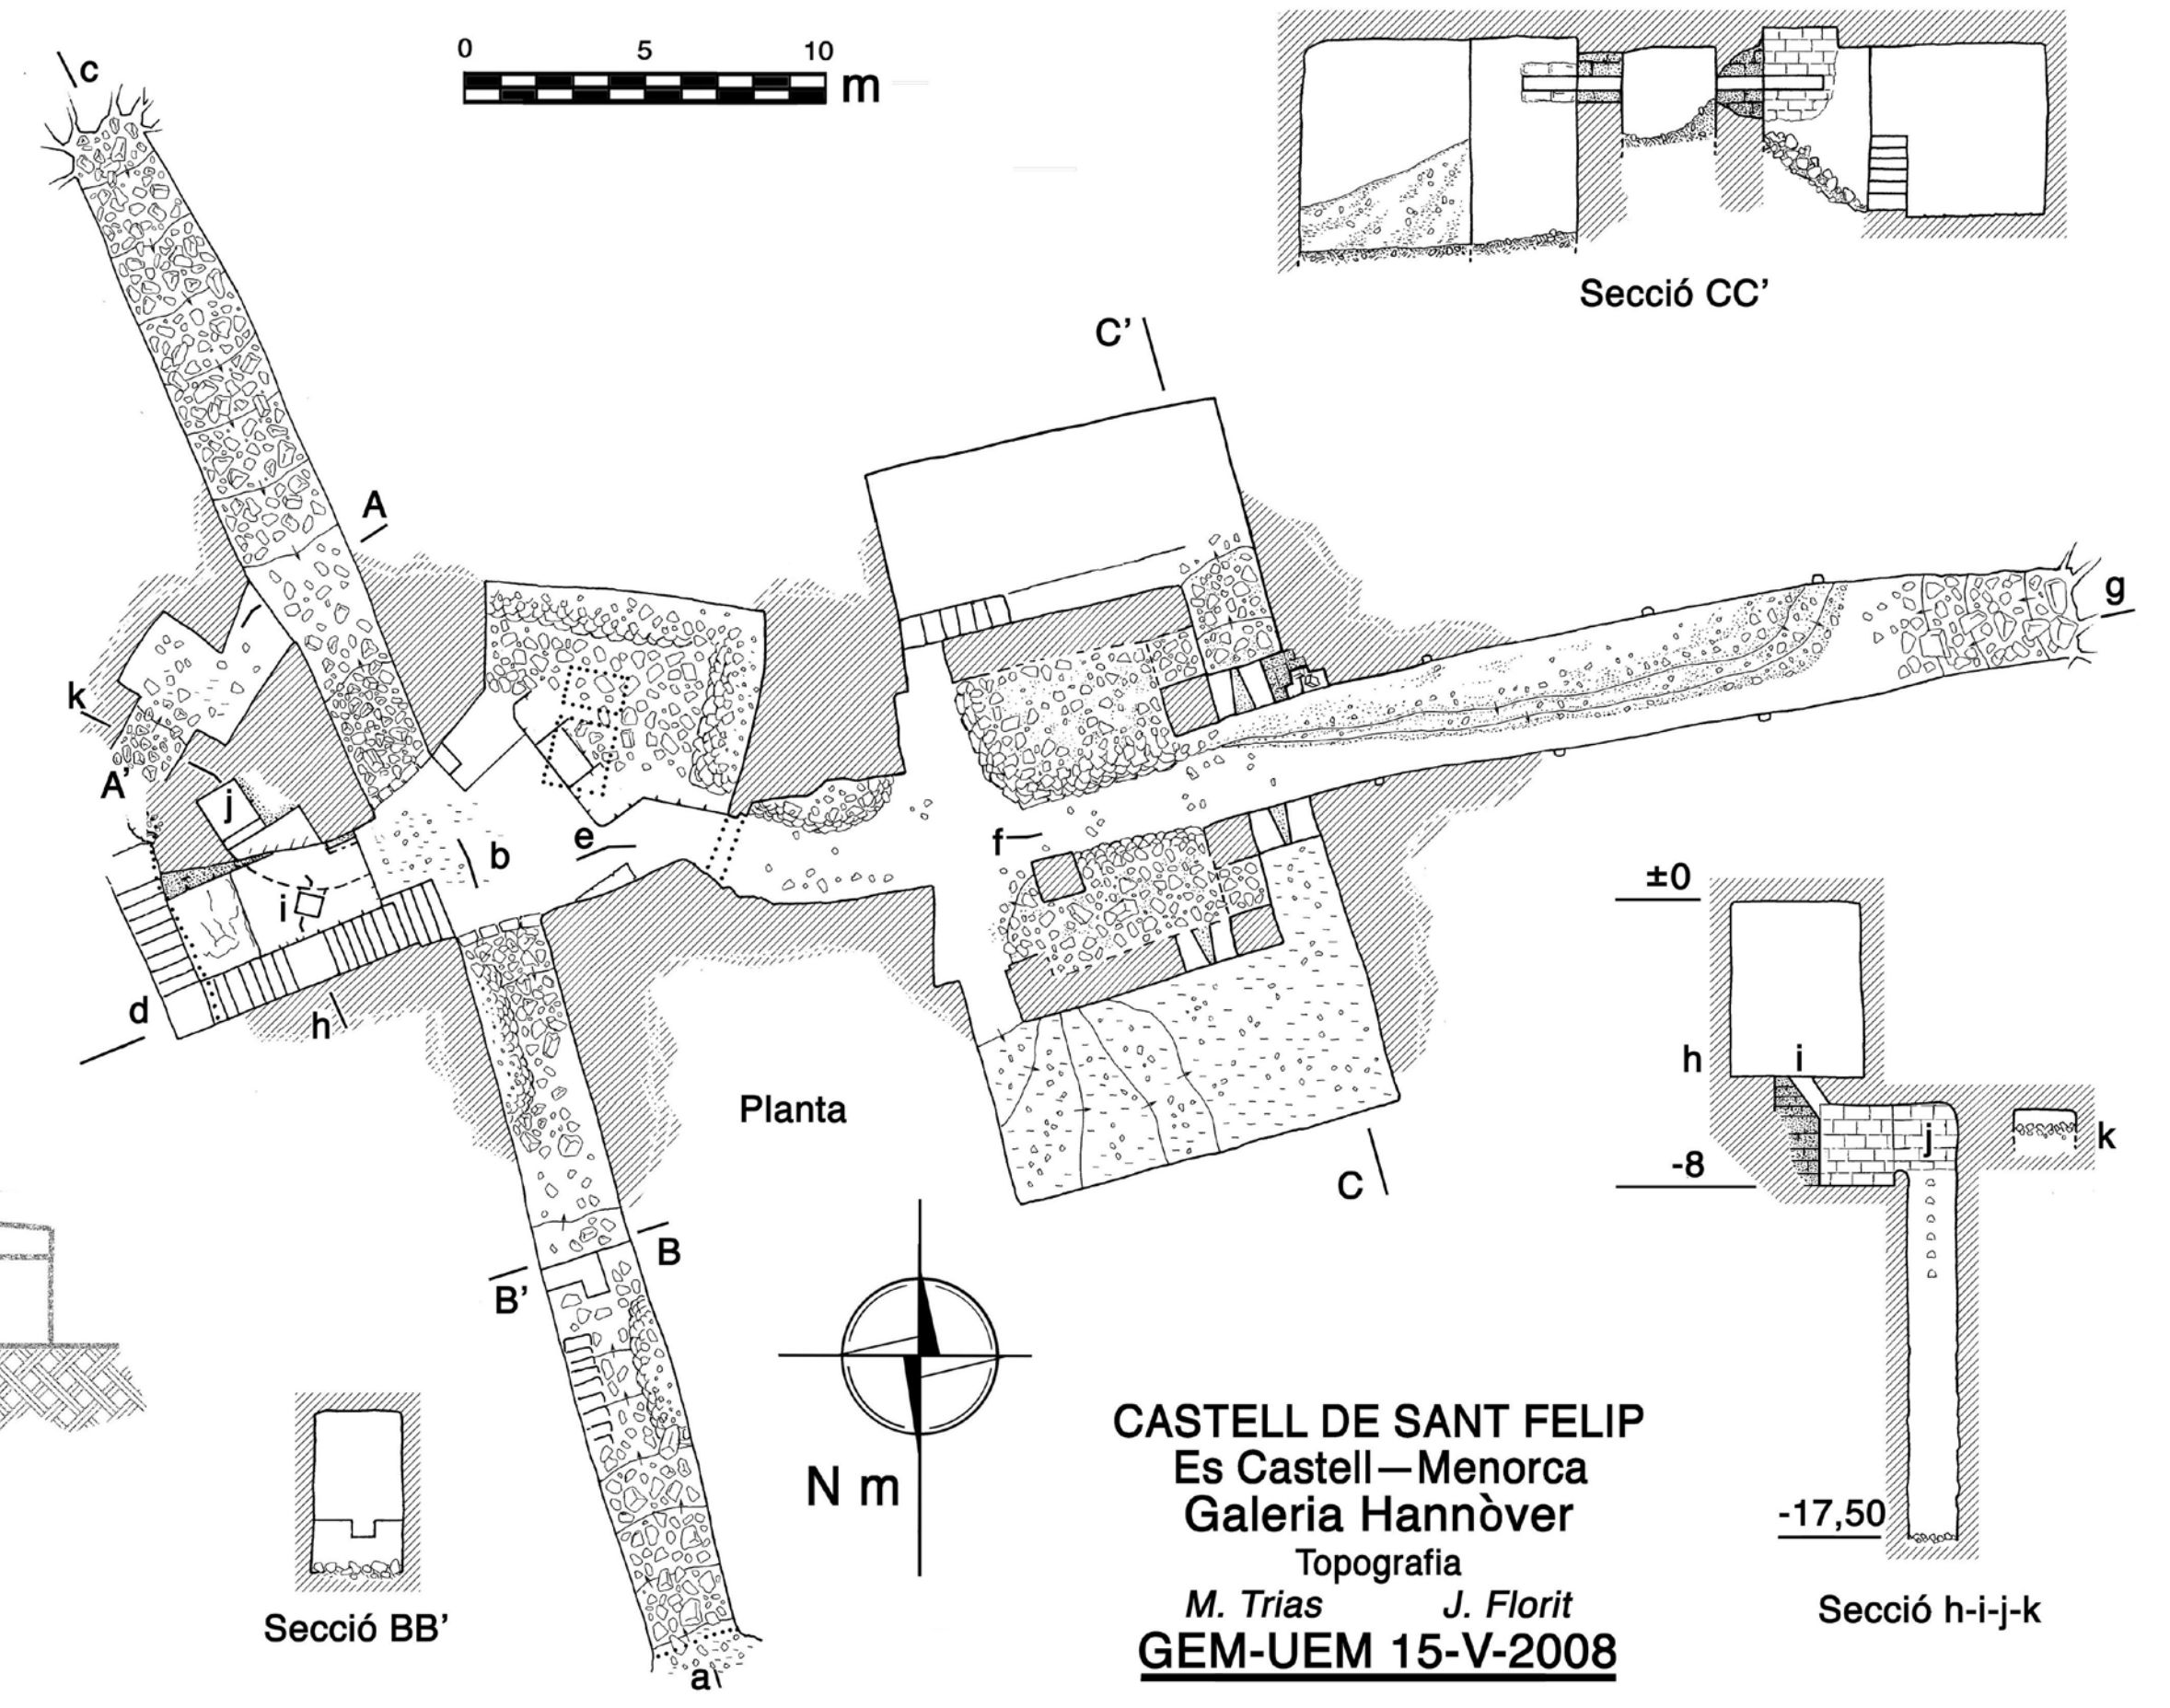 c
0 5 10
m
Secció CC'
C'
A
g
k
A'
j
b
e
f
i
d
h
±0
h
i
j
k
-8
-17,50
Secció h-i-j-k
Planta
C
B
B'
a
Secció BB'
N m
CASTELL DE SANT FELIP
Es Castell—Menorca
Galeria Hannòver
Topografia
M. Trias J. Florit
GEM-UEM 15-V-2008